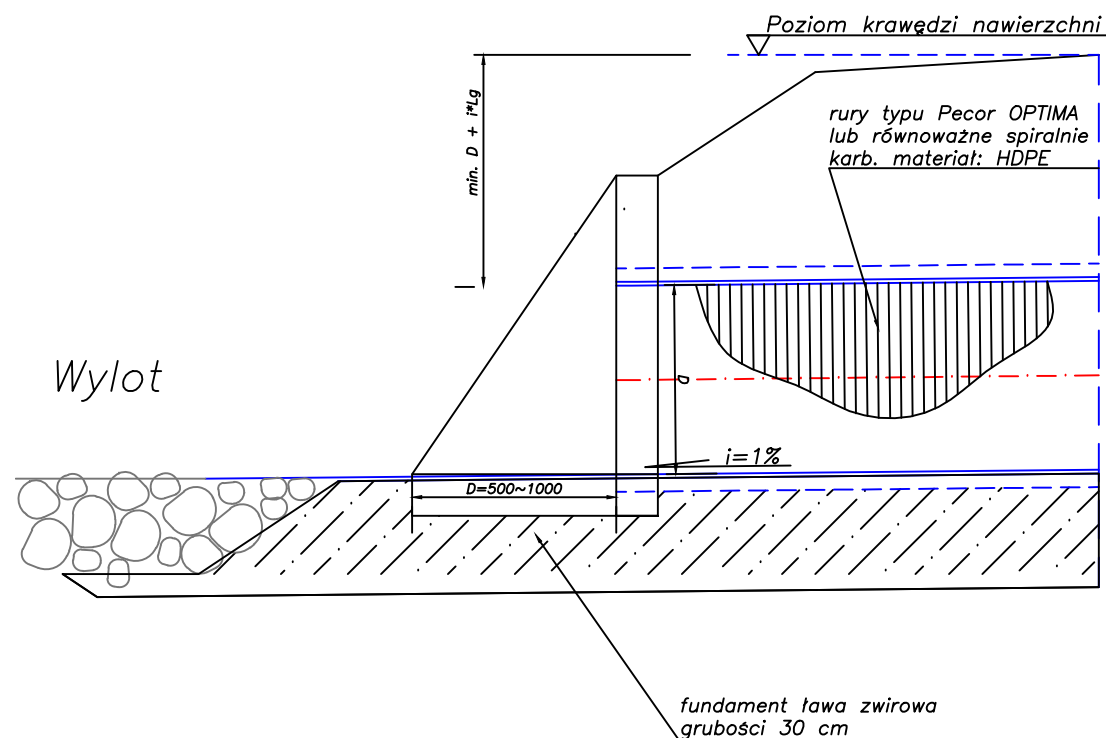 Poziom krawędzi nawierzchni
min. D + i*Lg
rury typu Pecor OPTIMA
lub równoważne spiralnie
karb. materiał: HDPE
Wylot
D
i=1%
D=500~1000
fundament ława zwirowa
grubości 30 cm